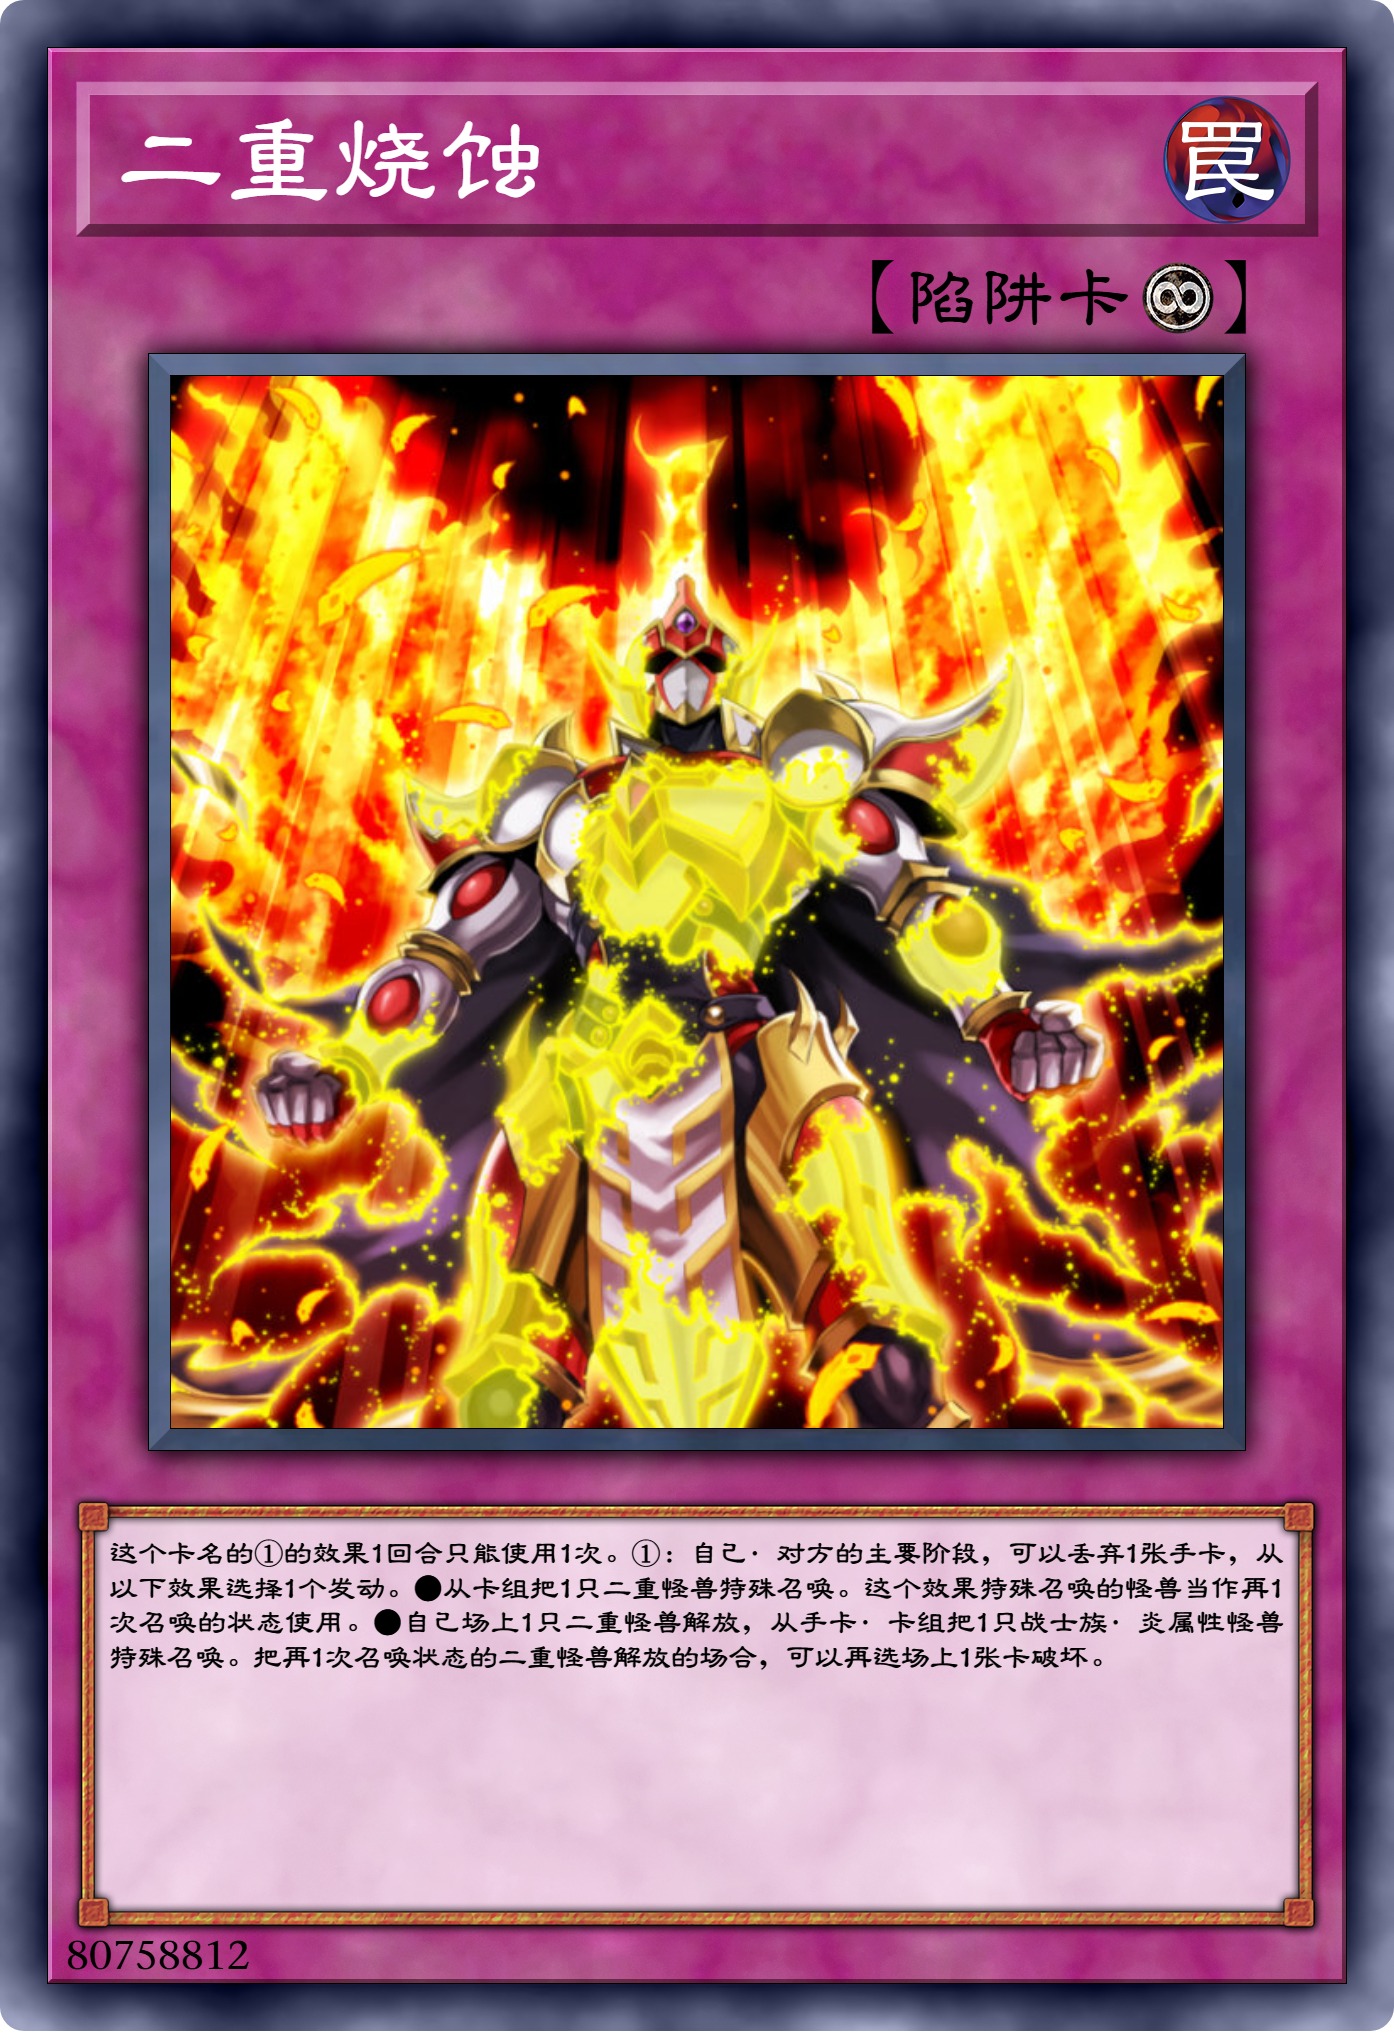 二重烧蚀
罠
【陷阱卡】
这个卡名的①的效果1回合只能使用1次。①：自己·对方的主要阶段，可以丢弃1张手卡，从
以下效果选择1个发动。●从卡组把1只二重怪兽特殊召唤。这个效果特殊召唤的怪兽当作再1
次召唤的状态使用。●自己场上1只二重怪兽解放，从手卡·卡组把1只战士族·炎属性怪兽
特殊召唤。把再1次召唤状态的二重怪兽解放的场合，可以再选场上1张卡破坏。
80758812